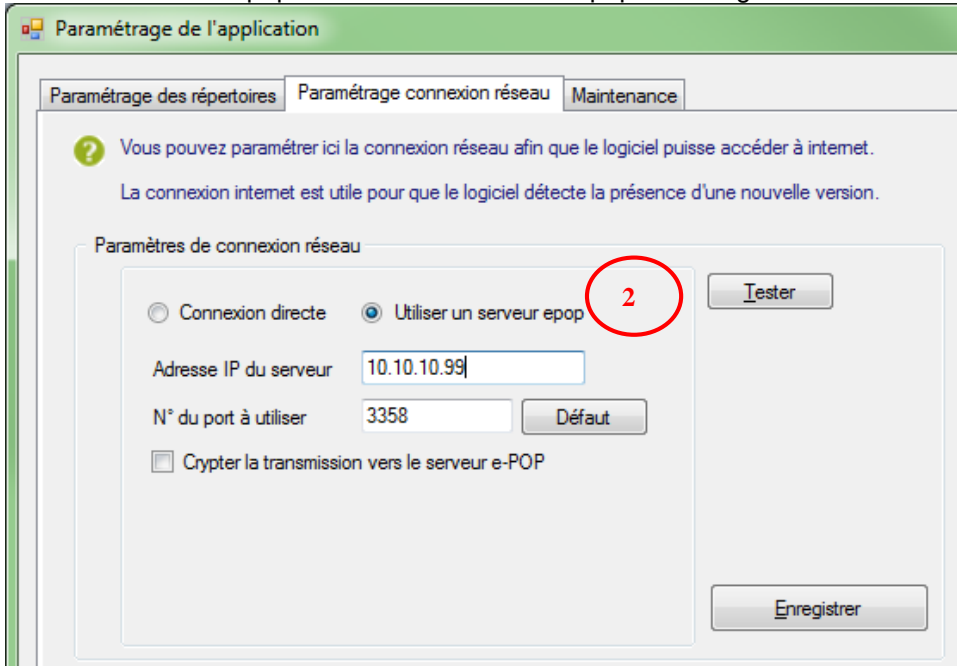 Paramétrage de l'application
Paramétrage des répertoires Paramétrage connexion réseau Maintenance
Vous pouvez paramétrer ici la connexion réseau afin que le logiciel puisse accéder à internet.
La connexion internet est utile pour que le logiciel détecte la présence d'une nouvelle version.
Paramètres de connexion réseau
Connexion directe Utiliser un serveur epop 2 Tester
Adresse IP du serveur 10.10.10.99
N° du port à utiliser 3358 Défaut
Crypter la transmission vers le serveur e-POP
Enregistrer